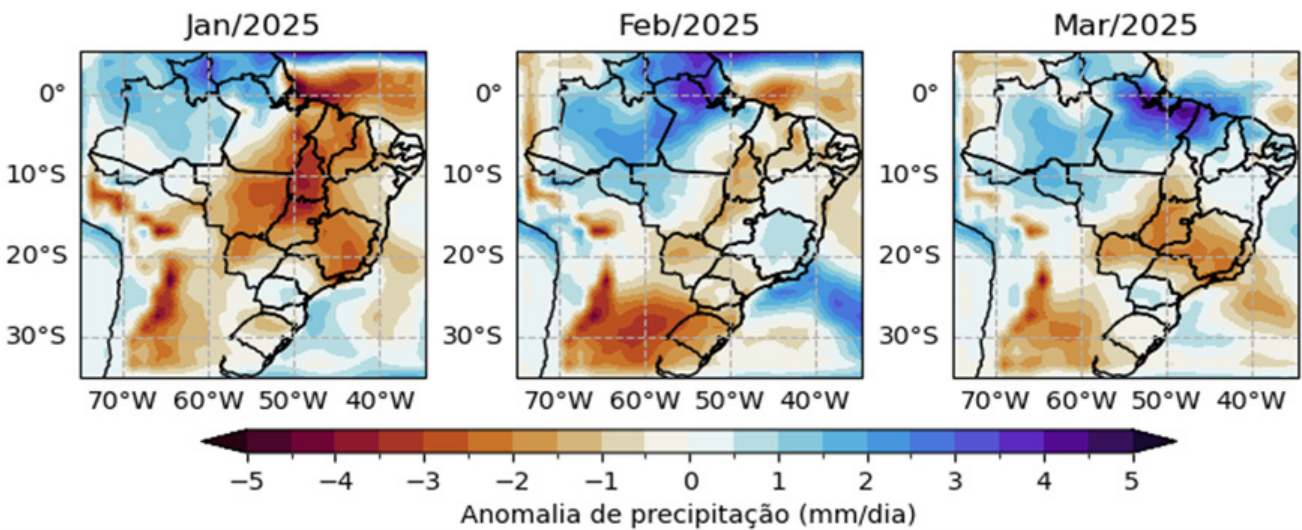 Jan/2025 Feb/2025 Mar/2025
0° 0° 0°
10°S 10°S 10°S
20°S 20°S 20°S
30°S 30°S 30°S
70°W 60°W 50°W 40°W 70°W 60°W 50°W 40°W 70°W 60°W 50°W 40°W
−5 −4 −3 −2 −1 0 1 2 3 4 5
Anomalia de precipitação (mm/dia)